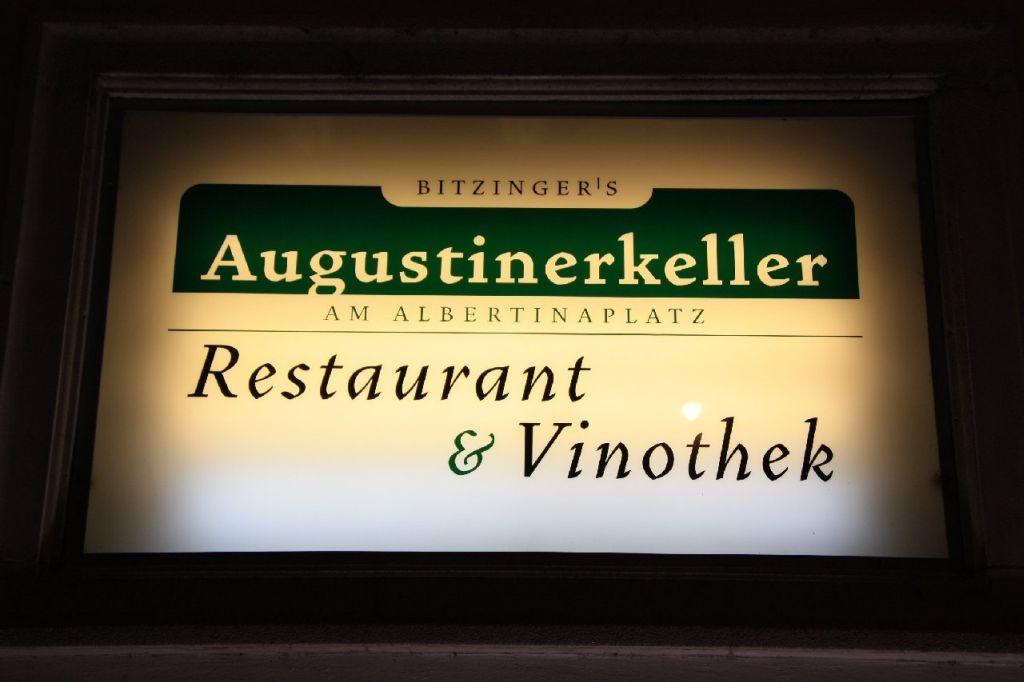 BITZINGER'S
Augustinerkeller
AM ALBERTINAPLATZ
Restaurant
& Vinothek